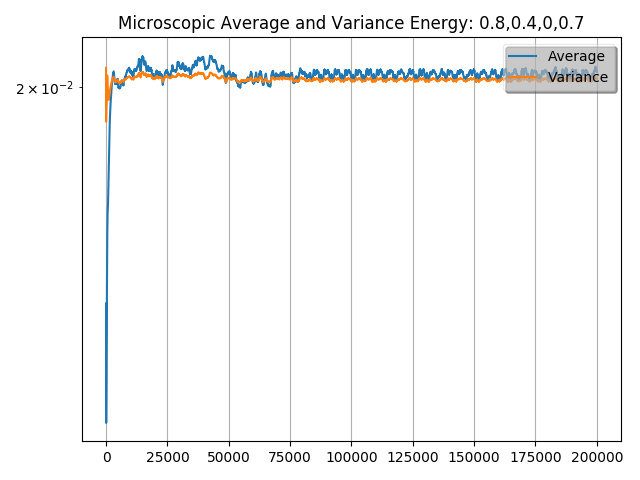 Microscopic Average and Variance Energy: 0.8,0.4,0,0.7
Average
Variance
2 × 10⁻²
0 25000 50000 75000 100000 125000 150000 175000 200000